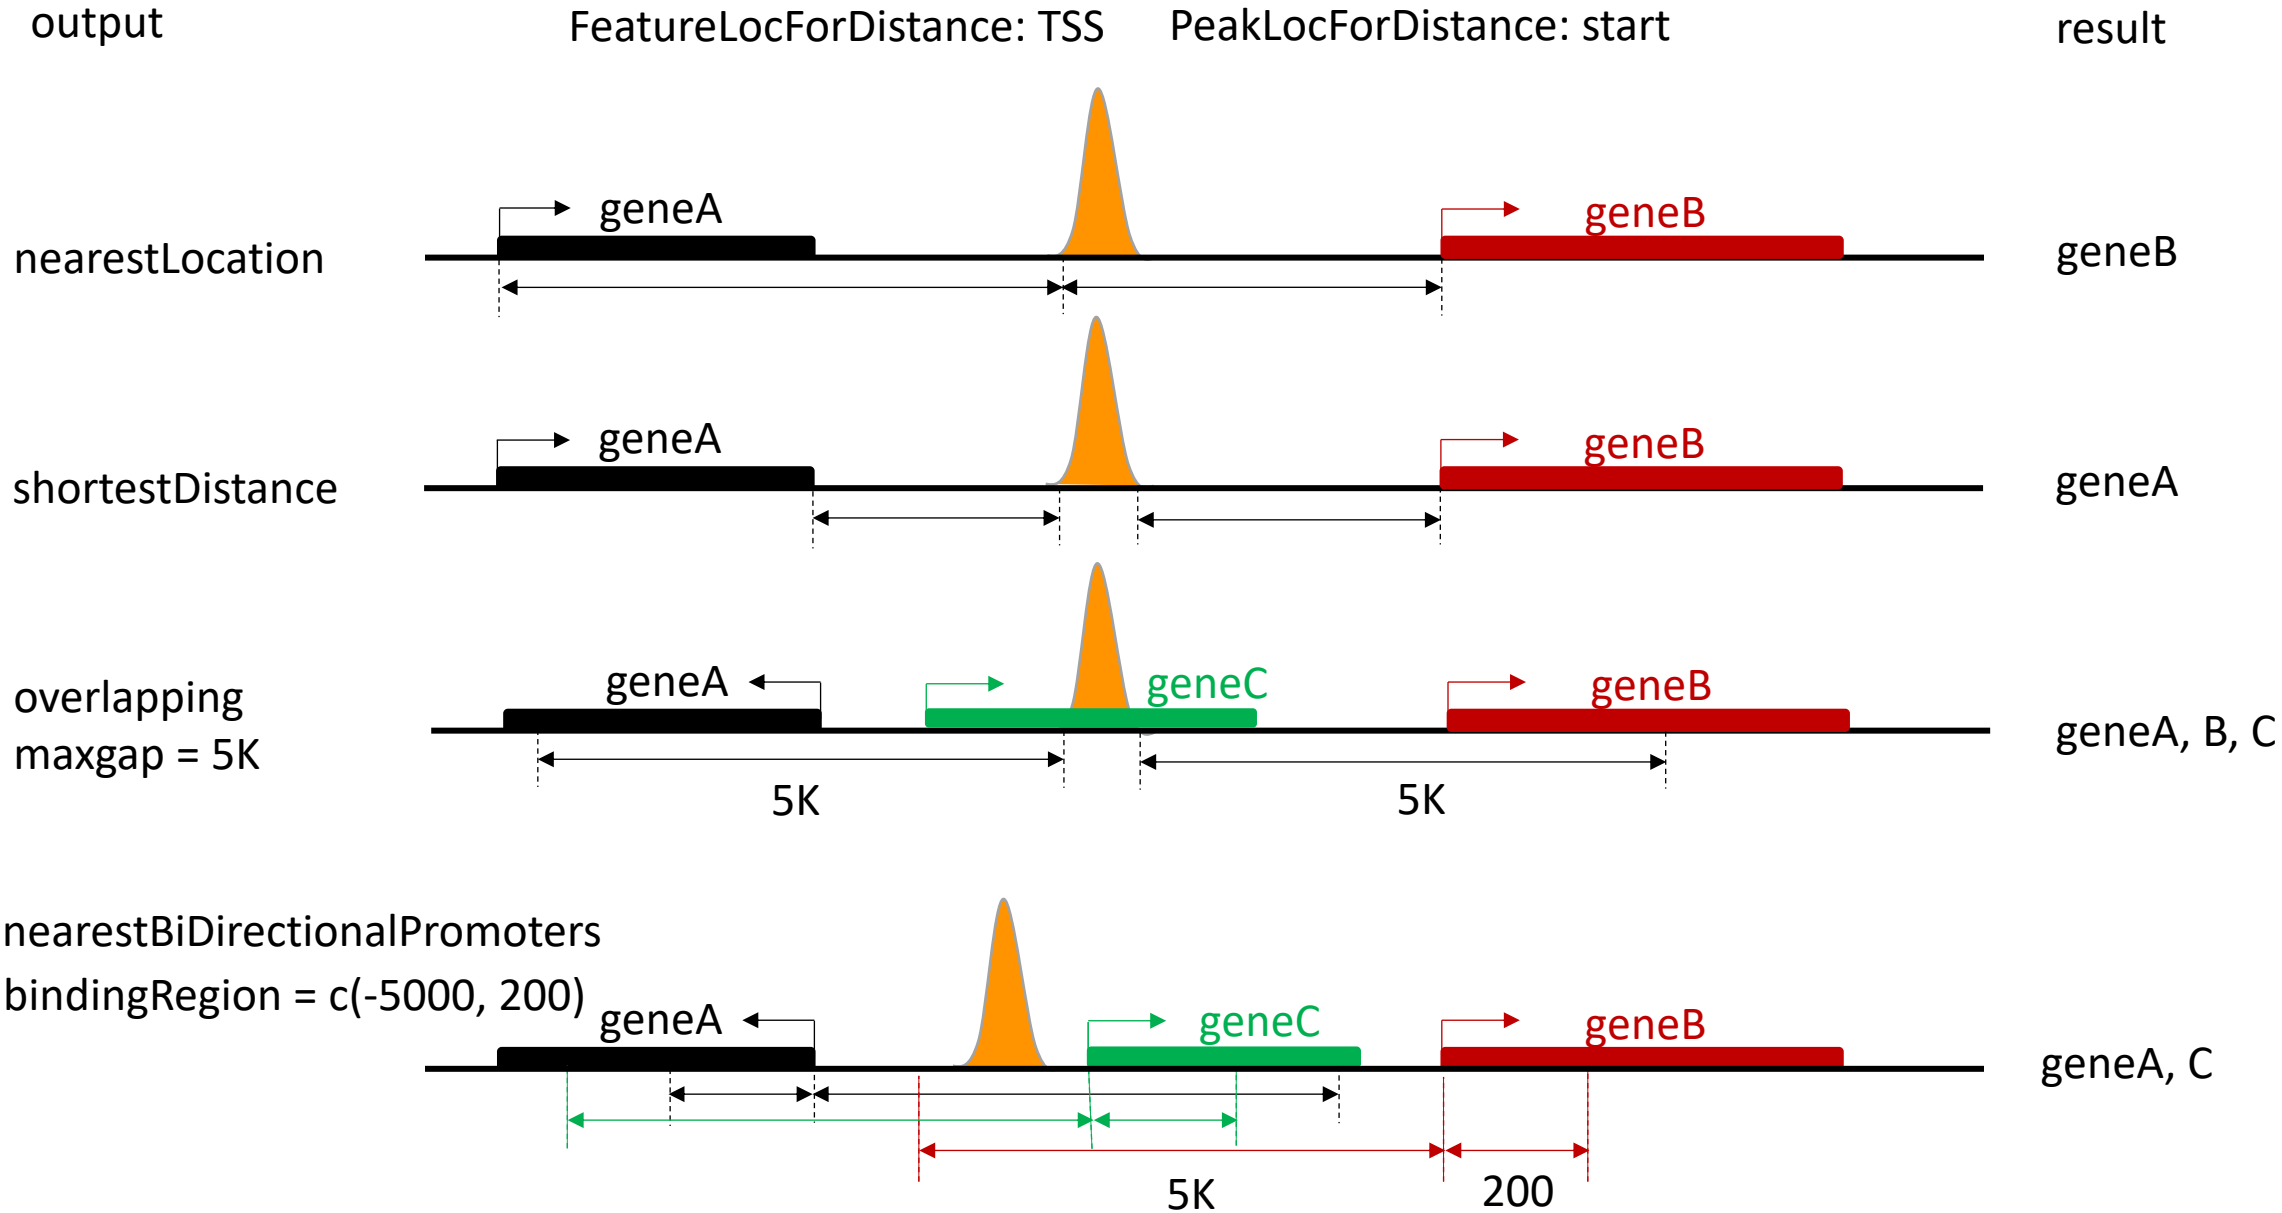 output
FeatureLocForDistance: TSS
PeakLocForDistance: start
result
geneA
geneB
nearestLocation
geneB
geneA
geneB
shortestDistance
geneA
geneA
geneC
geneB
overlapping
maxgap = 5K
geneA, B, C
5K
5K
nearestBiDirectionalPromoters
bindingRegion = c(-5000, 200)
geneA
geneC
geneB
geneA, C
5K
200